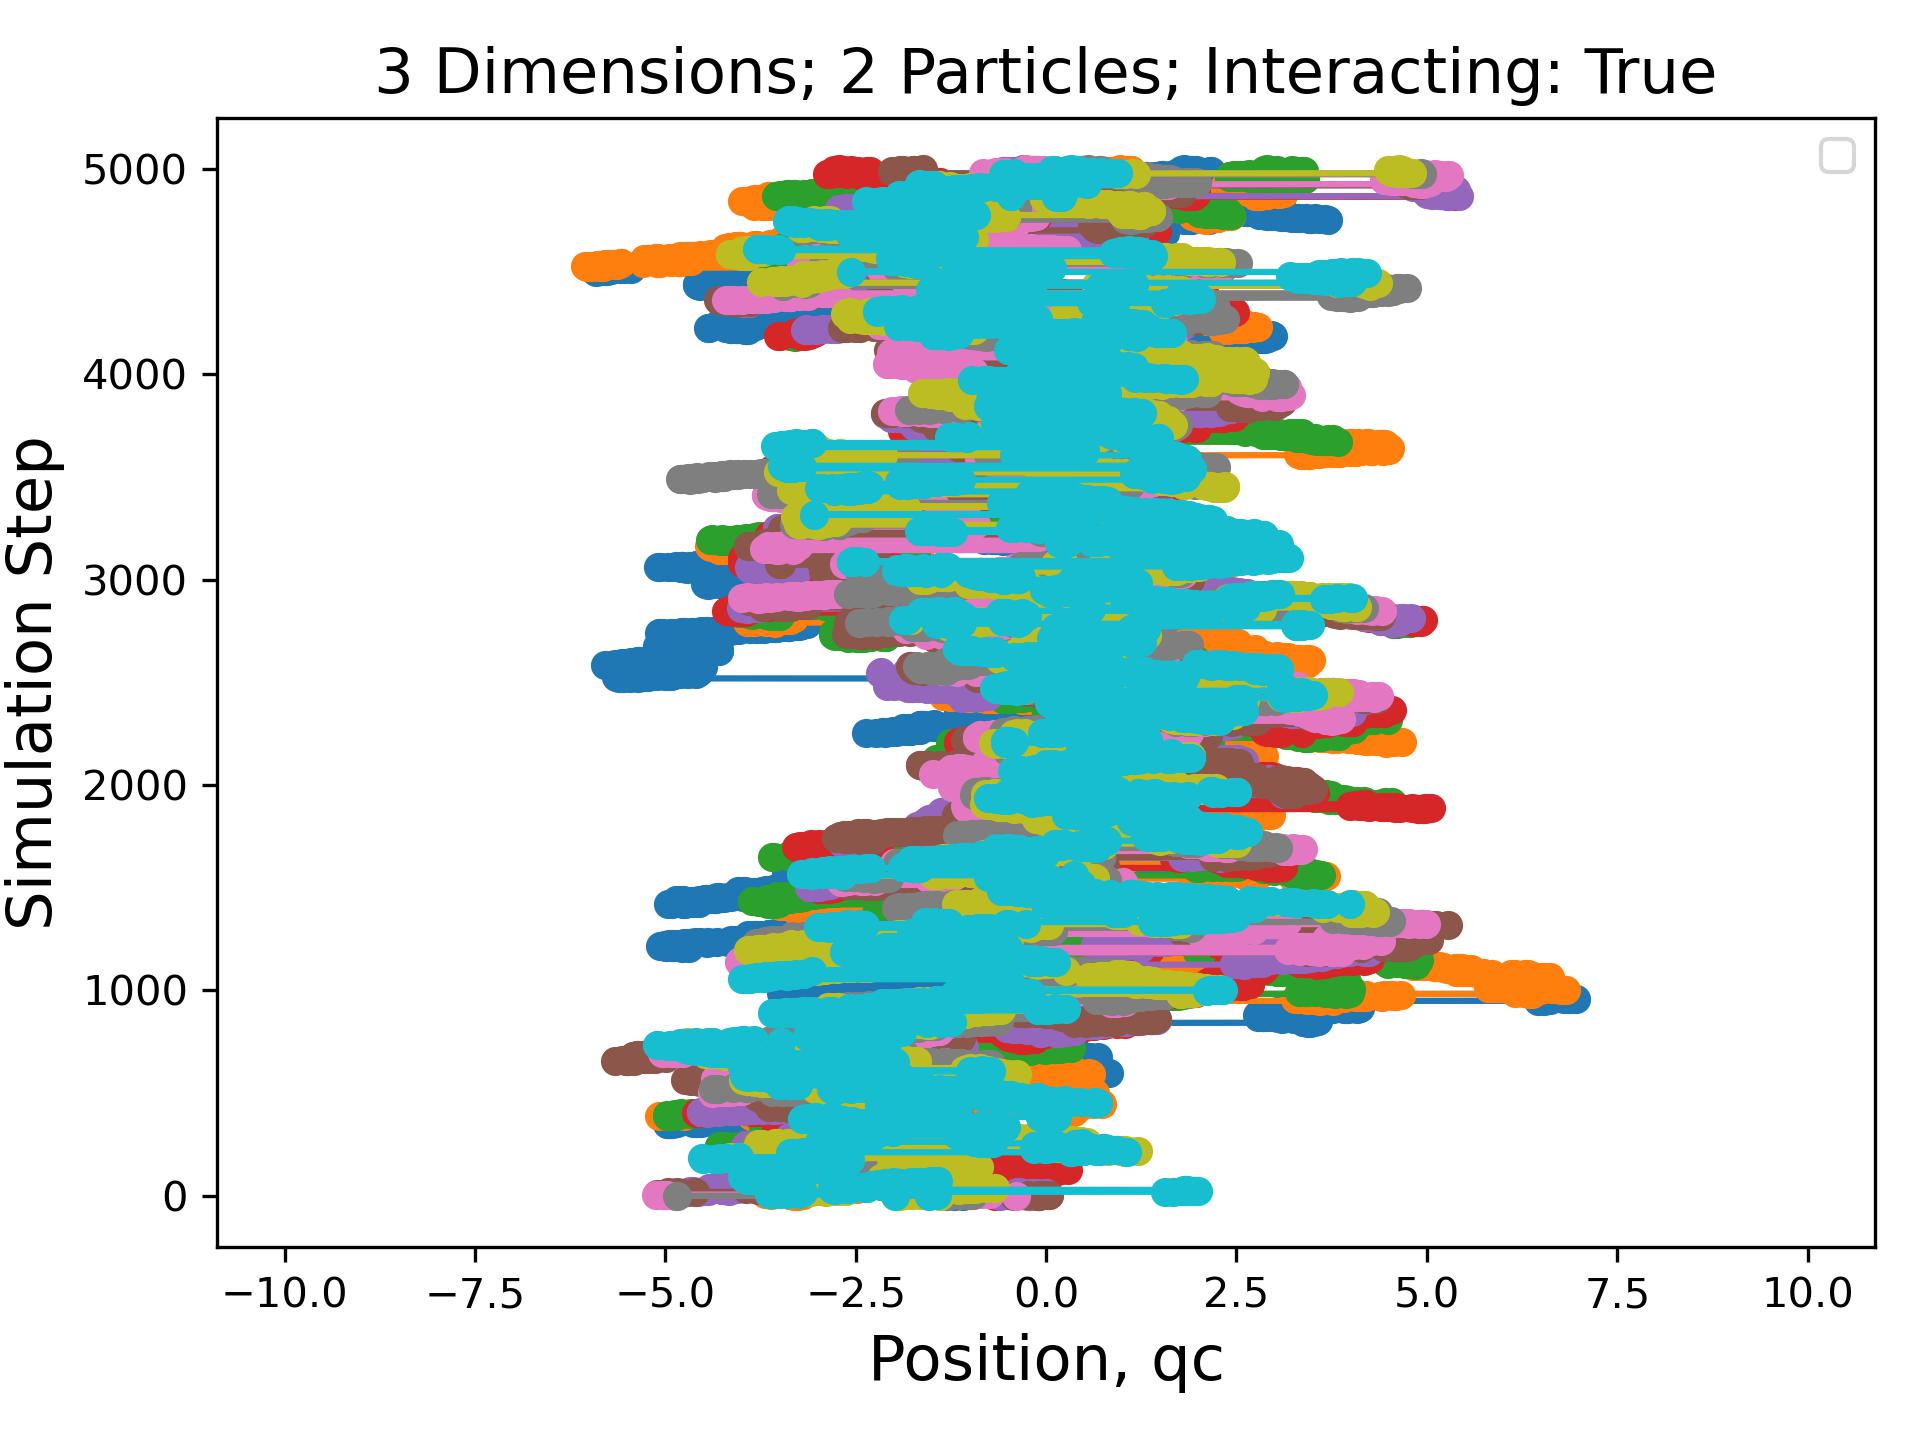 3 Dimensions; 2 Particles; Interacting: True
Simulation Step
5000
4000
3000
2000
1000
0
−10.0 −7.5 −5.0 −2.5 0.0 2.5 5.0 7.5 10.0
Position, qc